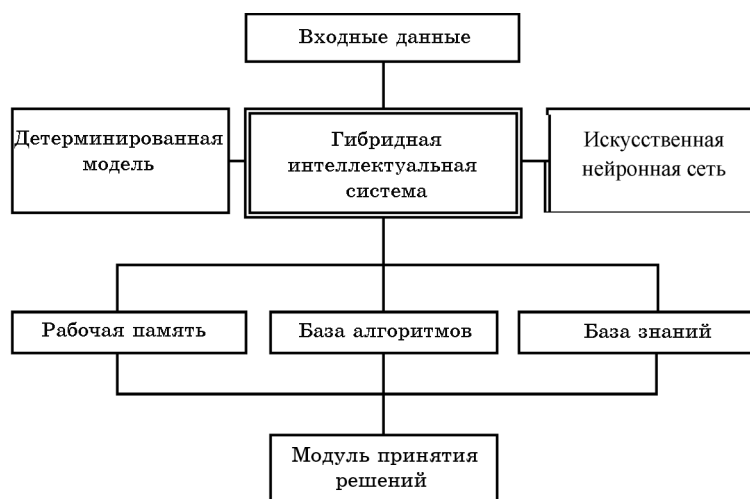 Входные данные
Детерминированная
модель
Гибридная
интеллектуальная
система
Искусственная
нейронная сеть
Рабочая память
База алгоритмов
База знаний
Модуль принятия
решений